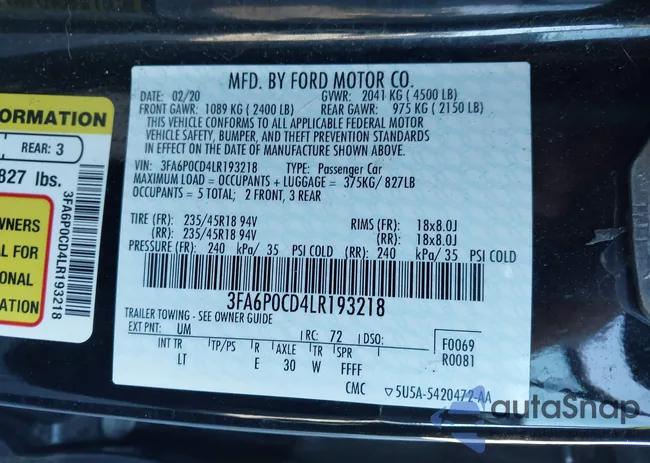 MFD. BY FORD MOTOR CO.
DATE: 02/20 GVWR: 2041 KG (4500 LB)
FRONT GAWR: 1089 KG (2400 LB) REAR GAWR: 975 KG (2150 LB)
THIS VEHICLE CONFORMS TO ALL APPLICABLE FEDERAL MOTOR
VEHICLE SAFETY, BUMPER, AND THEFT PREVENTION STANDARDS
IN EFFECT ON THE DATE OF MANUFACTURE SHOWN ABOVE.
VIN: 3FA6P0CD4LR193218 TYPE: Passenger Car
MAXIMUM LOAD = OCCUPANTS + LUGGAGE = 375KG/ 827LB
OCCUPANTS = 5 TOTAL; 2 FRONT, 3 REAR
TIRE (FR): 235/45R18 94V RIMS (FR): 18x8.0J
(RR): 235/45R18 94V (RR): 18x8.0J
PRESSURE (FR): 240 kPa/ 35 PSI COLD (RR): 240 kPa/ 35 PSI COLD
3FA6P0CD4LR193218
TRAILER TOWING - SEE OWNER GUIDE
EXT PNT: UM RC: 72 DSO: F0069
INT TR TP/PS R AXLE TR SPR R0081
LT E 30 W FFFF
CMC 5U5A-5420472-AA
ORMATION
REAR: 3
827 lbs.
WNERS
AL FOR
ONAL
ATION
3FA6P0CD4LR193218
autoSnap